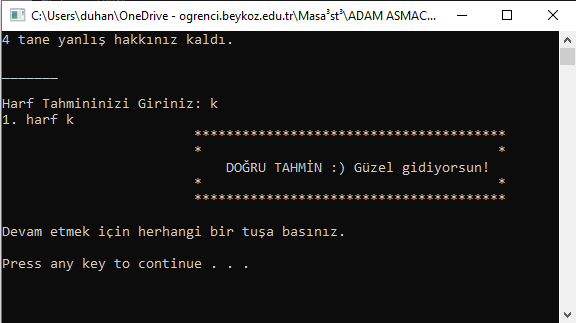 C:\Users\duhan\OneDrive - ogrenci.beykoz.edu.tr\Masa³st³\ADAM ASMAC...
4 tane yanlış hakkınız kaldı.
_______
Harf Tahmininizi Giriniz: k
1. harf k
***************************************
* *
DOĞRU TAHMİN :) Güzel gidiyorsun!
* *
***************************************
Devam etmek için herhangi bir tuşa basınız.
Press any key to continue . . .